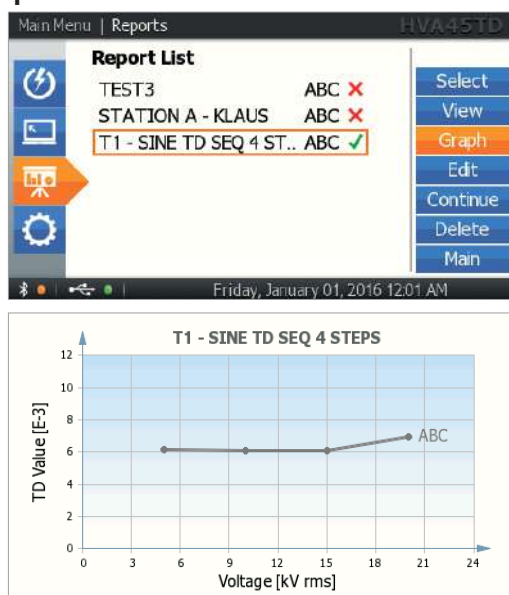 Main Menu | Reports HVA45TD
Report List
TEST3 ABC
STATION A - KLAUS ABC
T1 - SINE TD SEQ 4 ST.. ABC
Select
View
Graph
Edit
Continue
Delete
Main
Friday, January 01, 2016 12:01 AM
T1 - SINE TD SEQ 4 STEPS
12
10
8
6
4
2
0
TD Value [E-3]
ABC
0 3 6 9 12 15 18 21 24
Voltage [kV rms]